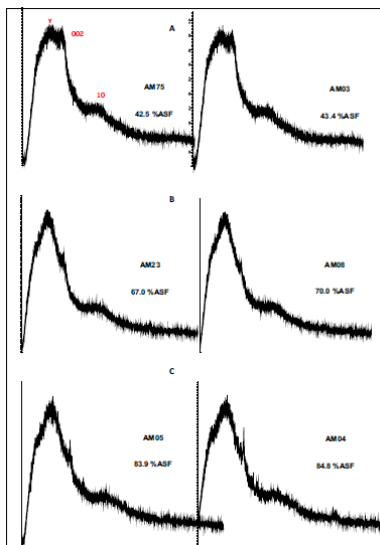 A
γ
002
10
AM75
42.5 %ASF
AM03
43.4 %ASF
B
AM23
67.0 %ASF
AM08
70.0 %ASF
C
AM05
83.9 %ASF
AM04
84.8 %ASF